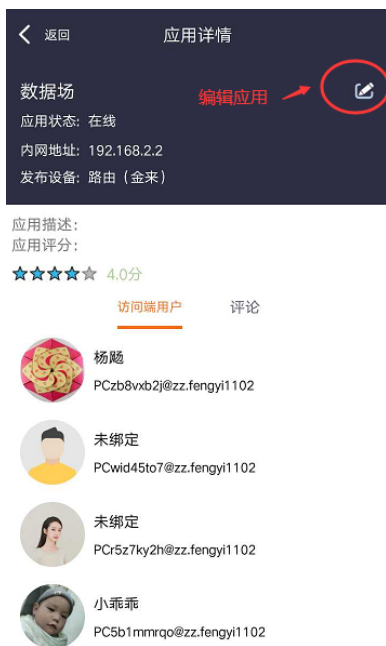 返回
应用详情
数据场
编辑应用
应用状态: 在线
内网地址: 192.168.2.2
发布设备: 路由（金来）
应用描述:
应用评分:
4.0分
访问端用户
评论
杨飏
PCzb8vxb2j@zz.fengyi1102
未绑定
PCwid45to7@zz.fengyi1102
未绑定
PCr5z7ky2h@zz.fengyi1102
小乖乖
PC5b1mmrqo@zz.fengyi1102